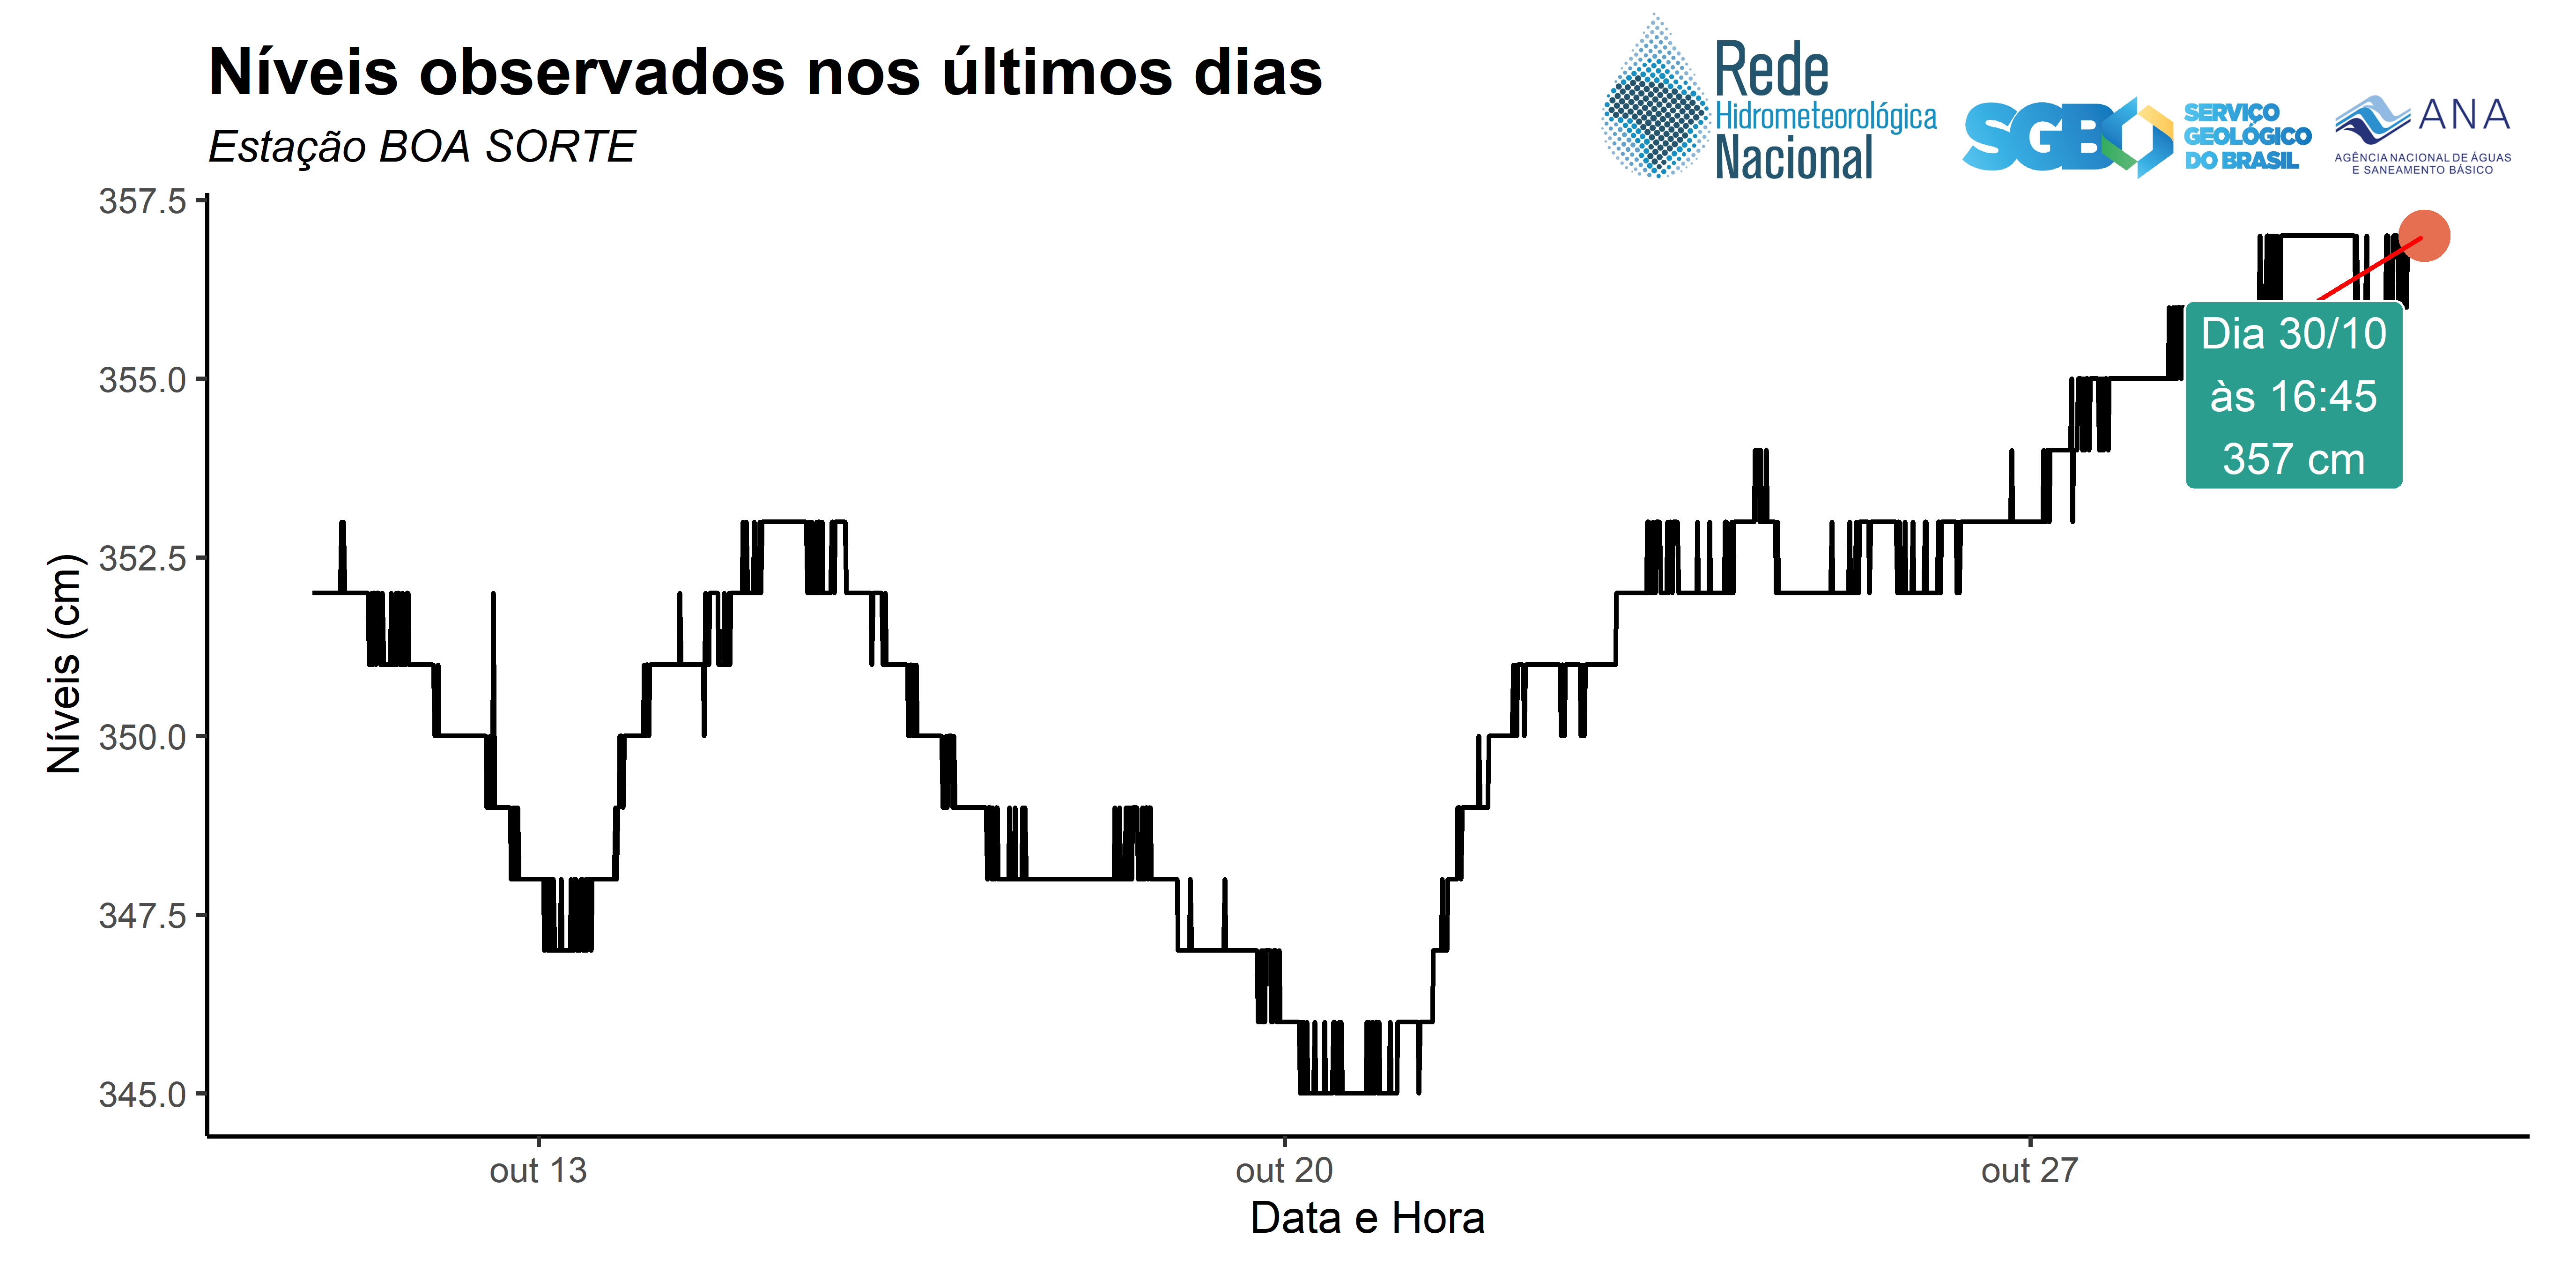 Níveis observados nos últimos dias
Estação BOA SORTE
Rede
Hidrometeorológica
Nacional
SGB
SERVIÇO
GEOLÓGICO
DO BRASIL
ANA
AGÊNCIA NACIONAL DE ÁGUAS
E SANEAMENTO BÁSICO
357.5
355.0
352.5
350.0
347.5
345.0
Níveis (cm)
Dia 30/10
às 16:45
357 cm
out 13
out 20
out 27
Data e Hora